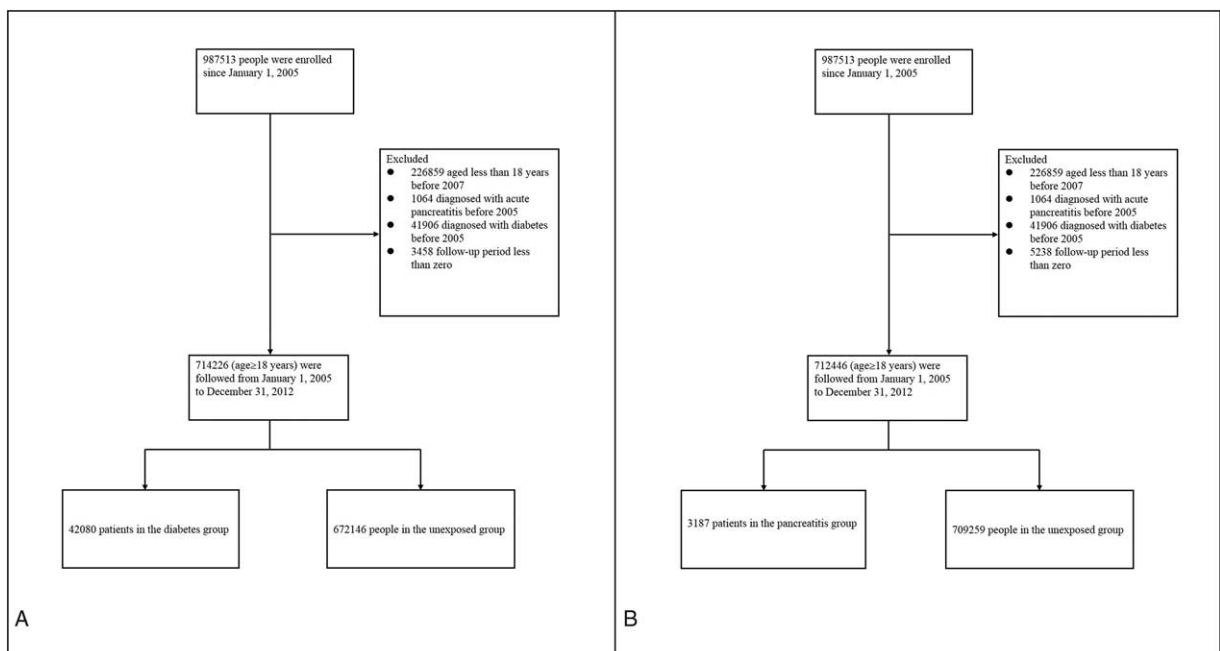 987513 people were enrolled
since January 1, 2005
Excluded
● 226859 aged less than 18 years
before 2007
● 1064 diagnosed with acute
pancreatitis before 2005
● 41906 diagnosed with diabetes
before 2005
● 3458 follow-up period less
than zero
714226 (age≥18 years) were
followed from January 1, 2005
to December 31, 2012
42080 patients in the diabetes group
672146 people in the unexposed group
A
987513 people were enrolled
since January 1, 2005
Excluded
● 226859 aged less than 18 years
before 2007
● 1064 diagnosed with acute
pancreatitis before 2005
● 41906 diagnosed with diabetes
before 2005
● 5238 follow-up period less
than zero
712446 (age≥18 years) were
followed from January 1, 2005
to December 31, 2012
3187 patients in the pancreatitis group
709259 people in the unexposed group
B